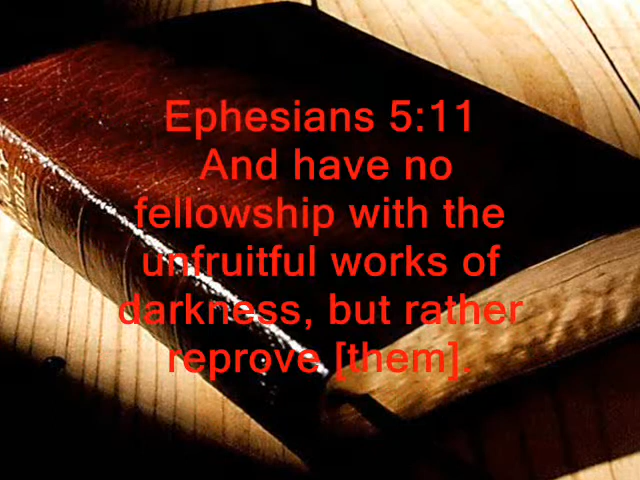 Ephesians 5:11
And have no
fellowship with the
unfruitful works of
darkness, but rather
reprove [them].